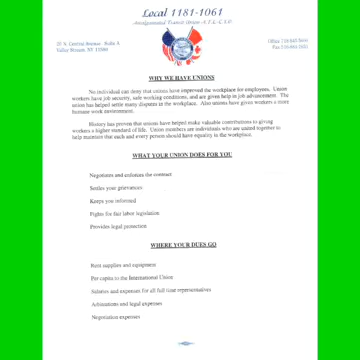 Local 1181-1061
Amalgamated Transit Union A.F.L.-C.I.O.
Valley Stream, NY
Office 718-845-
Fax 718-
WHY WE HAVE UNIONS
No individual can deny that unions have improved the workplace for employees. Union
workers have job security, safe working conditions, and are given help in job advancement. The
union has helped settle many disputes in the workplace. Also unions have given workers a more
humane work environment.
History has proven that unions have helped make valuable contributions to giving
workers a higher standard of life. Union members are individuals who are united together to
help maintain that each and every person should have equality in the workplace.
WHAT YOUR UNION DOES FOR YOU
Negotiates and enforces the contract
Settles your grievances
Keeps you informed
Fights for fair labor legislation
Provides legal protection
WHERE YOUR DUES GO
Rent supplies and equipment
Per capita to the International Union
Salaries and expenses for all full time representatives
Arbitrations and legal expenses
Negotiation expenses